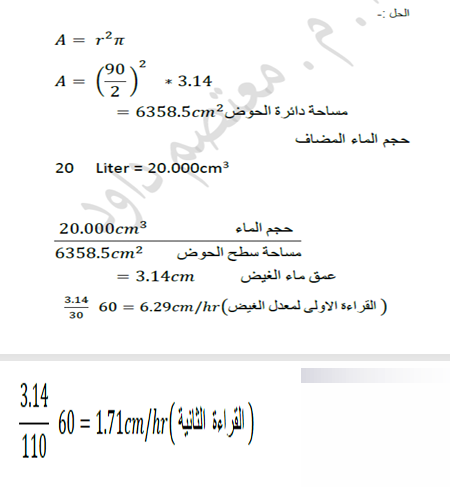 الحل :-
A = r²π
A = (90/2)² * 3.14
= 6358.5cm² مساحة دائرة الحوض
حجم الماء المضاف
20 Liter = 20.000cm³
20.000cm³ حجم الماء
6358.5cm² مساحة سطح الحوض
= 3.14cm عمق ماء الغيض
3.14/30 60 = 6.29cm/hr(القراءة الاولى لمعدل الغيض )
3.14/110 60 = 1.71cm/hr( القراءة الثانية )
م. معتصم داود